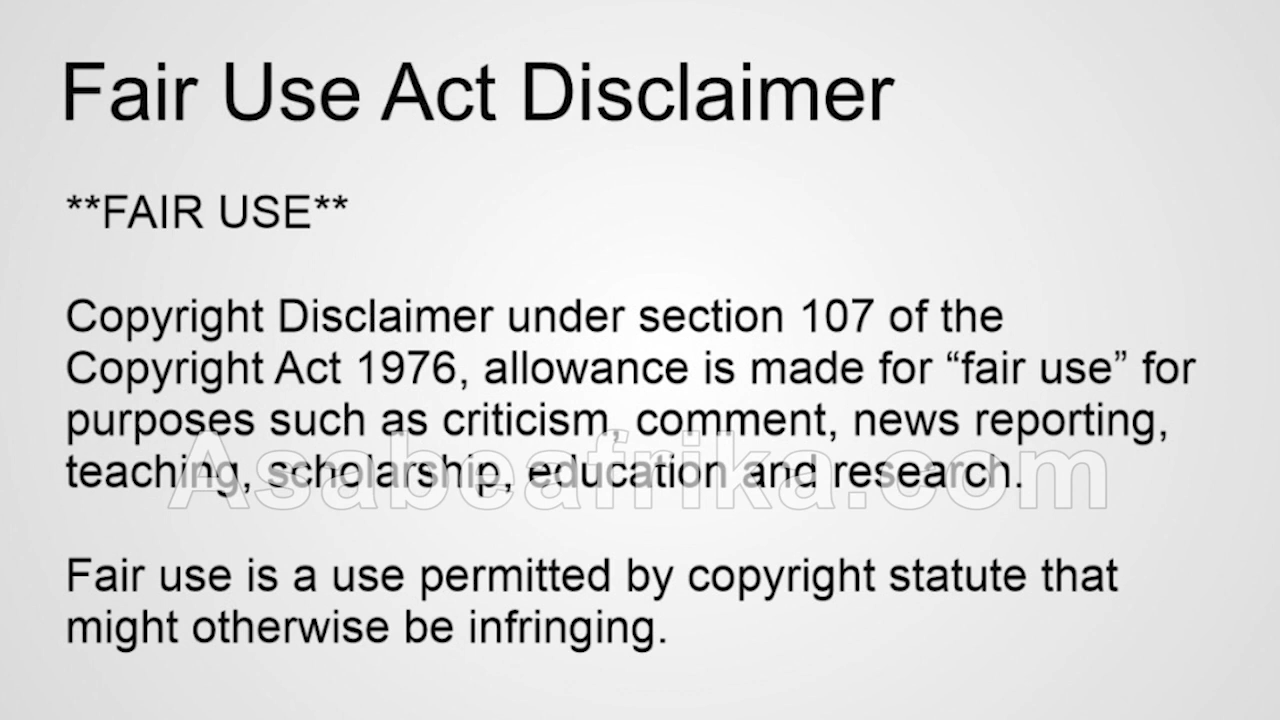 Fair Use Act Disclaimer
**FAIR USE**
Copyright Disclaimer under section 107 of the
Copyright Act 1976, allowance is made for “fair use” for
purposes such as criticism, comment, news reporting,
teaching, scholarship, education and research.
Asabeafrika.com
Fair use is a use permitted by copyright statute that
might otherwise be infringing.